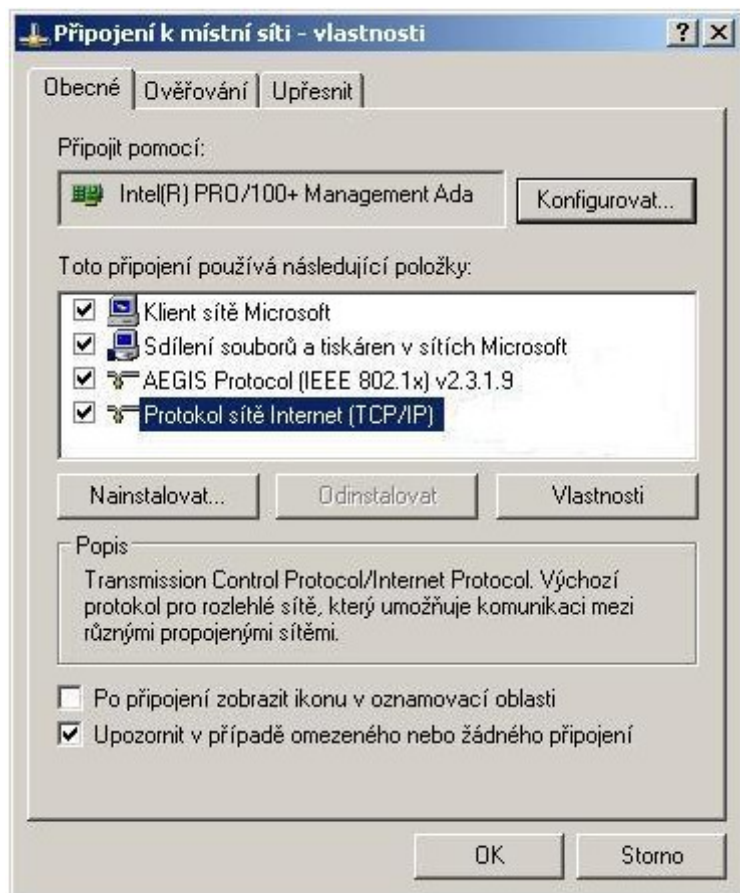 Připojení k místní síti - vlastnosti
Obecné Ověřování Upřesnit
Připojit pomocí:
Intel(R) PRO/100+ Management Ada Konfigurovat...
Toto připojení používá následující položky:
Klient sítě Microsoft
Sdílení souborů a tiskáren v sítích Microsoft
AEGIS Protocol (IEEE 802.1x) v2.3.1.9
Protokol sítě Internet (TCP/IP)
Nainstalovat... Odinstalovat Vlastnosti
Popis
Transmission Control Protocol/Internet Protocol. Výchozí
protokol pro rozlehlé sítě, který umožňuje komunikaci mezi
různými propojenými sítěmi.
Po připojení zobrazit ikonu v oznamovací oblasti
Upozornit v případě omezeného nebo žádného připojení
OK Storno